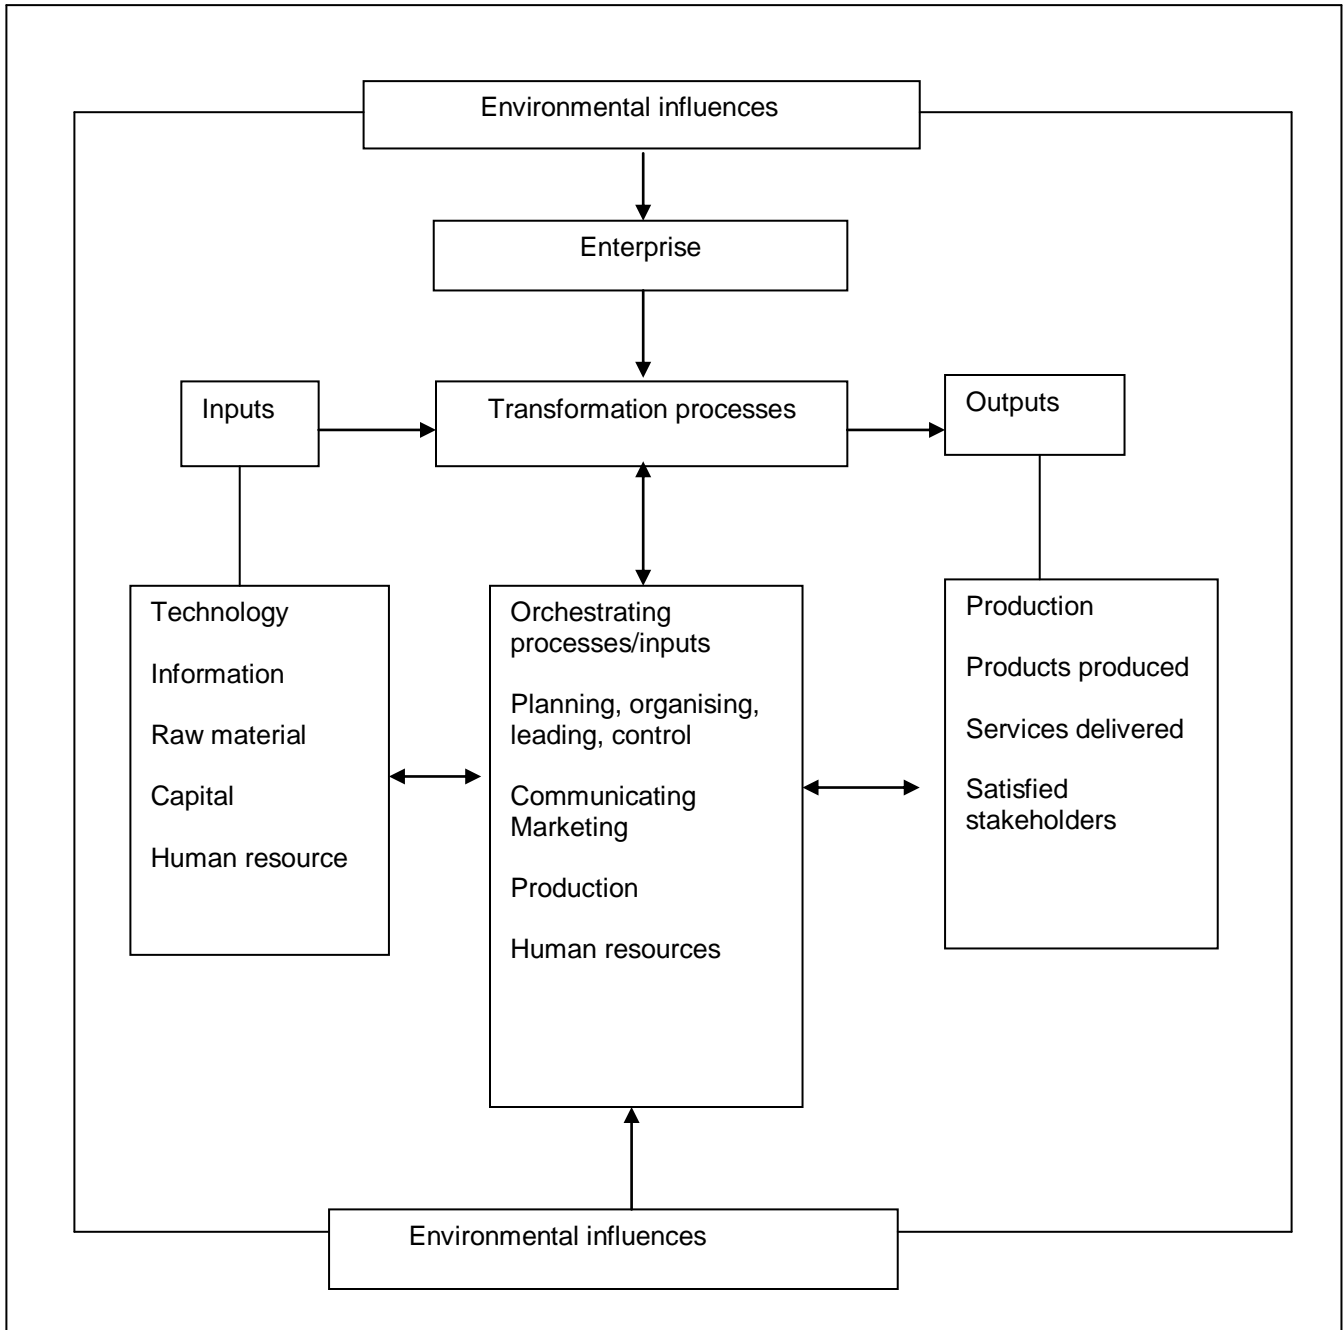 Environmental influences
Enterprise
Inputs
Transformation processes
Outputs
Technology
Information
Raw material
Capital
Human resource
Orchestrating
processes/inputs
Planning, organising,
leading, control
Communicating
Marketing
Production
Human resources
Production
Products produced
Services delivered
Satisfied
stakeholders
Environmental influences